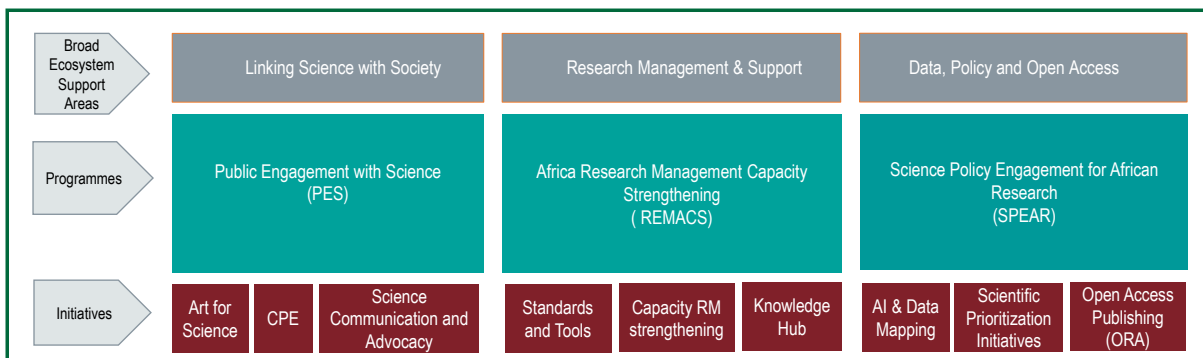 Broad
Ecosystem
Support
Areas
Linking Science with Society
Research Management & Support
Data, Policy and Open Access
Programmes
Public Engagement with Science
(PES)
Africa Research Management Capacity
Strengthening
( REMACS)
Science Policy Engagement for African
Research
(SPEAR)
Initiatives
Art for
Science
CPE
Science
Communication and
Advocacy
Standards
and Tools
Capacity RM
strengthening
Knowledge
Hub
AI & Data
Mapping
Scientific
Prioritization
Initiatives
Open Access
Publishing
(ORA)